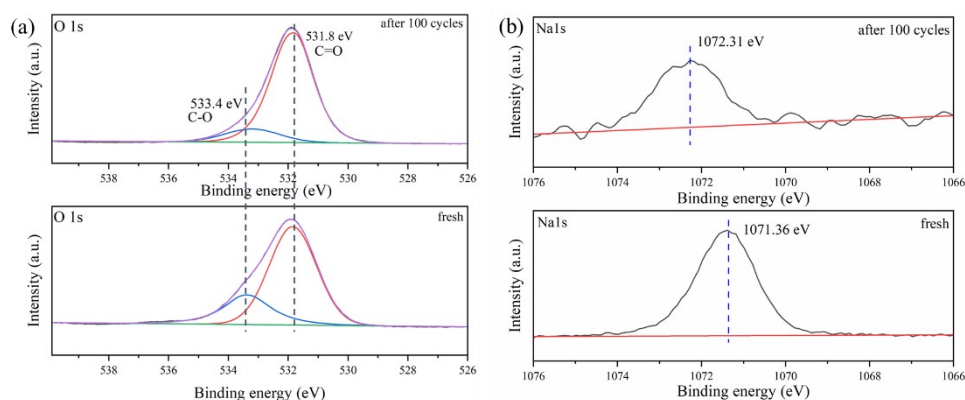 (a)
O 1s
after 100 cycles
531.8 eV
C=O
533.4 eV
C-O
Intensity (a.u.)
538 536 534 532 530 528 526
Binding energy (eV)
O 1s
fresh
Intensity (a.u.)
538 536 534 532 530 528 526
Binding energy (eV)
(b)
Na1s
after 100 cycles
1072.31 eV
Intensity (a.u.)
1076 1074 1072 1070 1068 1066
Binding energy (eV)
Na1s
fresh
1071.36 eV
Intensity (a.u.)
1076 1074 1072 1070 1068 1066
Binding energy (eV)